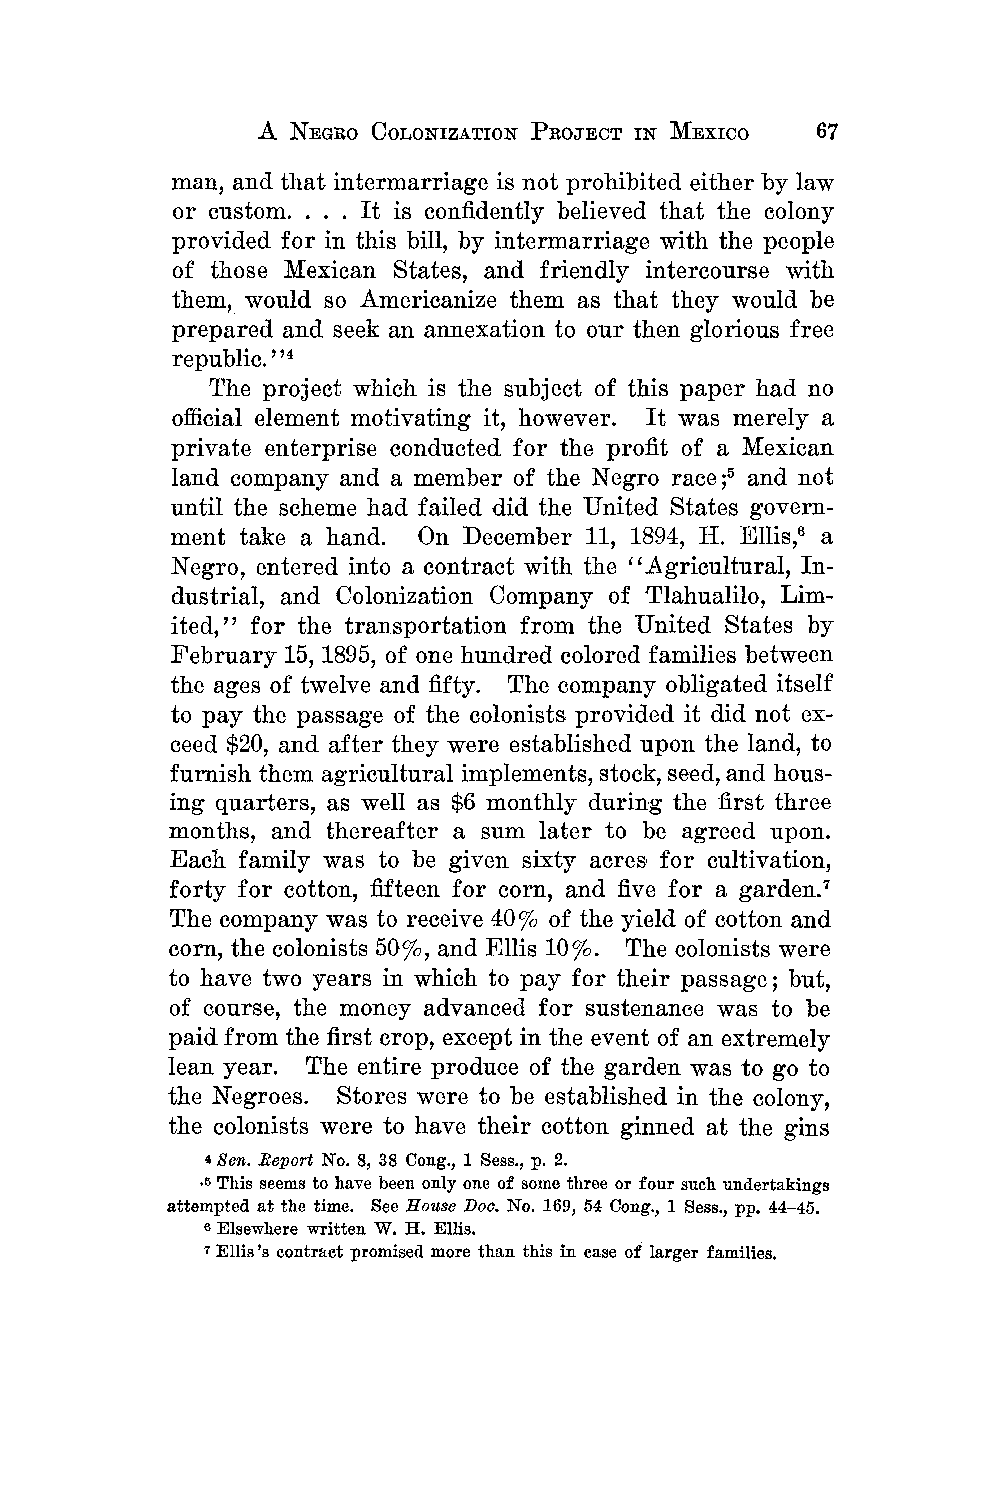 A Negro Colonization Project in Mexico 67
man, and that intermarriage is not prohibited either by law
or custom. . . . It is confidently believed that the colony
provided for in this bill, by intermarriage with the people
of those Mexican States, and friendly intercourse with
them, would so Americanize them as that they would be
prepared and seek an annexation to our then glorious free
republic.''⁴
The project which is the subject of this paper had no
official element motivating it, however. It was merely a
private enterprise conducted for the profit of a Mexican
land company and a member of the Negro race;⁵ and not
until the scheme had failed did the United States govern-
ment take a hand. On December 11, 1894, H. Ellis,⁶ a
Negro, entered into a contract with the ''Agricultural, In-
dustrial, and Colonization Company of Tlahualilo, Lim-
ited,'' for the transportation from the United States by
February 15, 1895, of one hundred colored families between
the ages of twelve and fifty. The company obligated itself
to pay the passage of the colonists provided it did not ex-
ceed $20, and after they were established upon the land, to
furnish them agricultural implements, stock, seed, and hous-
ing quarters, as well as $6 monthly during the first three
months, and thereafter a sum later to be agreed upon.
Each family was to be given sixty acres for cultivation,
forty for cotton, fifteen for corn, and five for a garden.⁷
The company was to receive 40% of the yield of cotton and
corn, the colonists 50%, and Ellis 10%. The colonists were
to have two years in which to pay for their passage; but,
of course, the money advanced for sustenance was to be
paid from the first crop, except in the event of an extremely
lean year. The entire produce of the garden was to go to
the Negroes. Stores were to be established in the colony,
the colonists were to have their cotton ginned at the gins
⁴ Sen. Report No. 8, 38 Cong., 1 Sess., p. 2.
⁵ This seems to have been only one of some three or four such undertakings
attempted at the time. See House Doc. No. 169, 54 Cong., 1 Sess., pp. 44–45.
⁶ Elsewhere written W. H. Ellis.
⁷ Ellis's contract promised more than this in case of larger families.